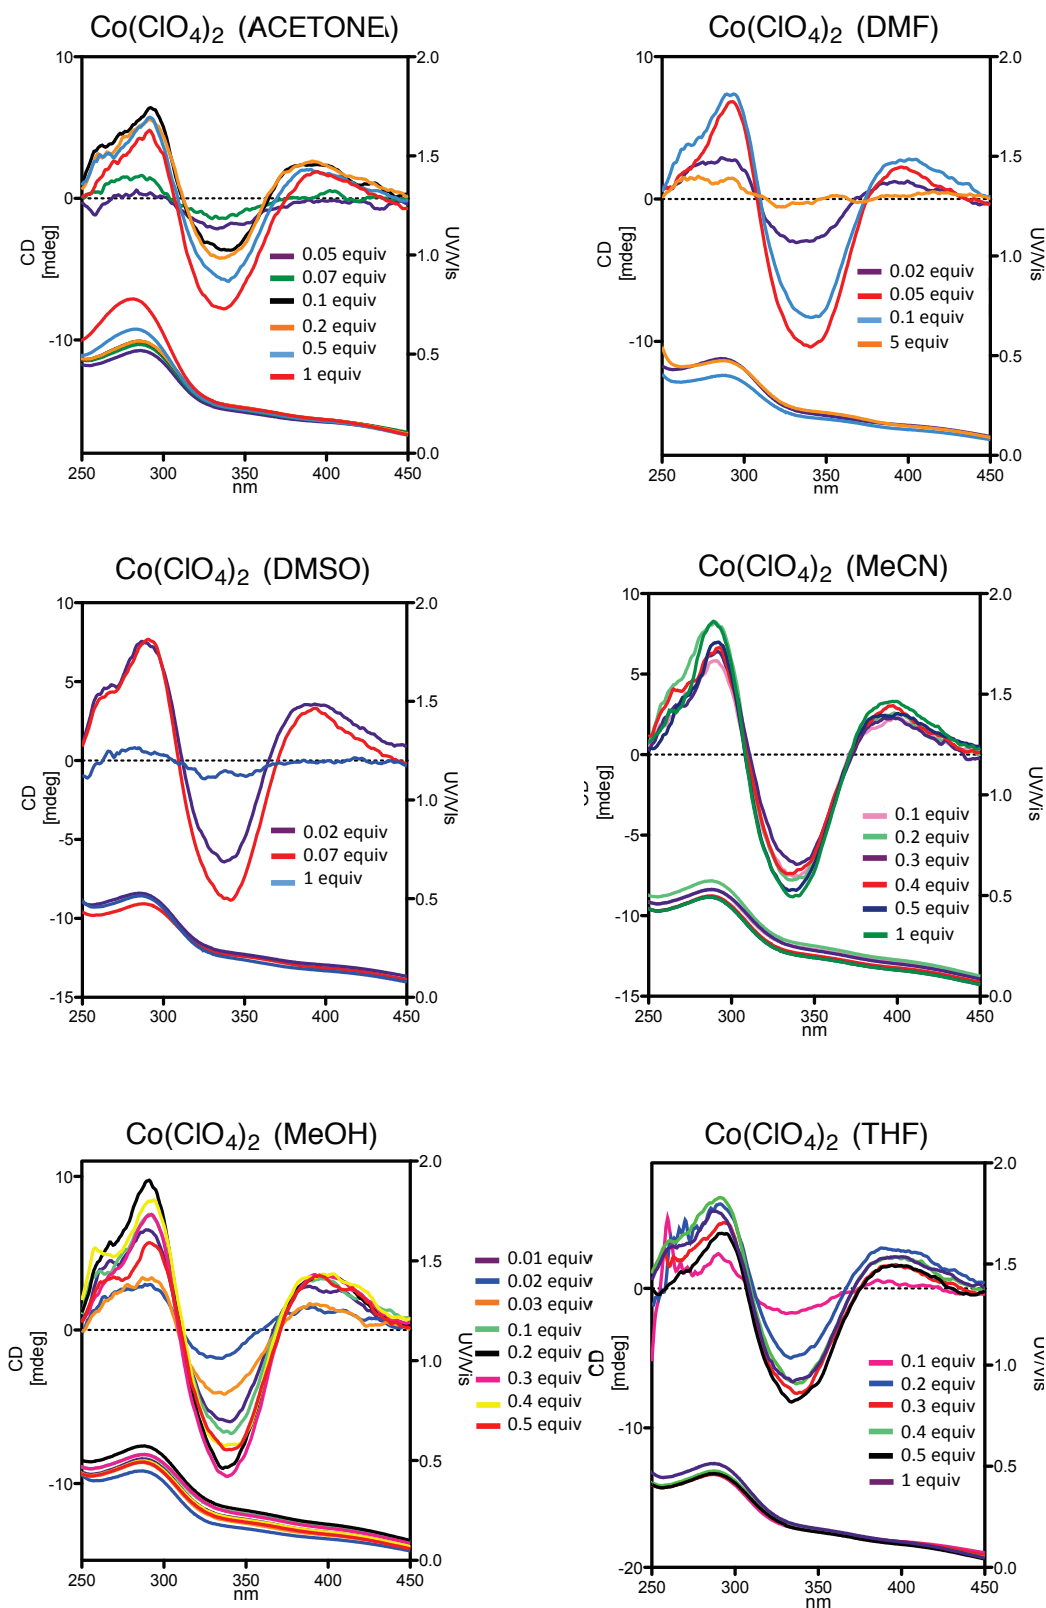 Co(ClO4)2 (ACETONE)
10
0
-10
CD
[mdeg]
2.0
1.5
1.0
0.5
0.0
UV/Vis
0.05 equiv
0.07 equiv
0.1 equiv
0.2 equiv
0.5 equiv
1 equiv
250 300 350 400 450
nm
Co(ClO4)2 (DMF)
10
0
-10
CD
[mdeg]
2.0
1.5
1.0
0.5
0.0
UV/Vis
0.02 equiv
0.05 equiv
0.1 equiv
5 equiv
250 300 350 400 450
nm
Co(ClO4)2 (DMSO)
10
5
0
-5
-10
-15
CD
[mdeg]
2.0
1.5
1.0
0.5
0.0
UV/Vis
0.02 equiv
0.07 equiv
1 equiv
250 300 350 400 450
nm
Co(ClO4)2 (MeCN)
10
5
0
-5
-10
-15
CD
[mdeg]
2.0
1.5
1.0
0.5
0.0
UV/Vis
0.1 equiv
0.2 equiv
0.3 equiv
0.4 equiv
0.5 equiv
1 equiv
250 300 350 400 450
nm
Co(ClO4)2 (MeOH)
10
0
-10
CD
[mdeg]
2.0
1.5
1.0
0.5
0.0
UV/Vis
0.01 equiv
0.02 equiv
0.03 equiv
0.1 equiv
0.2 equiv
0.3 equiv
0.4 equiv
0.5 equiv
250 300 350 400 450
nm
Co(ClO4)2 (THF)
10
0
-10
-20
CD
[mdeg]
2.0
1.5
1.0
0.5
0.0
UV/Vis
0.1 equiv
0.2 equiv
0.3 equiv
0.4 equiv
0.5 equiv
1 equiv
250 300 350 400 450
nm